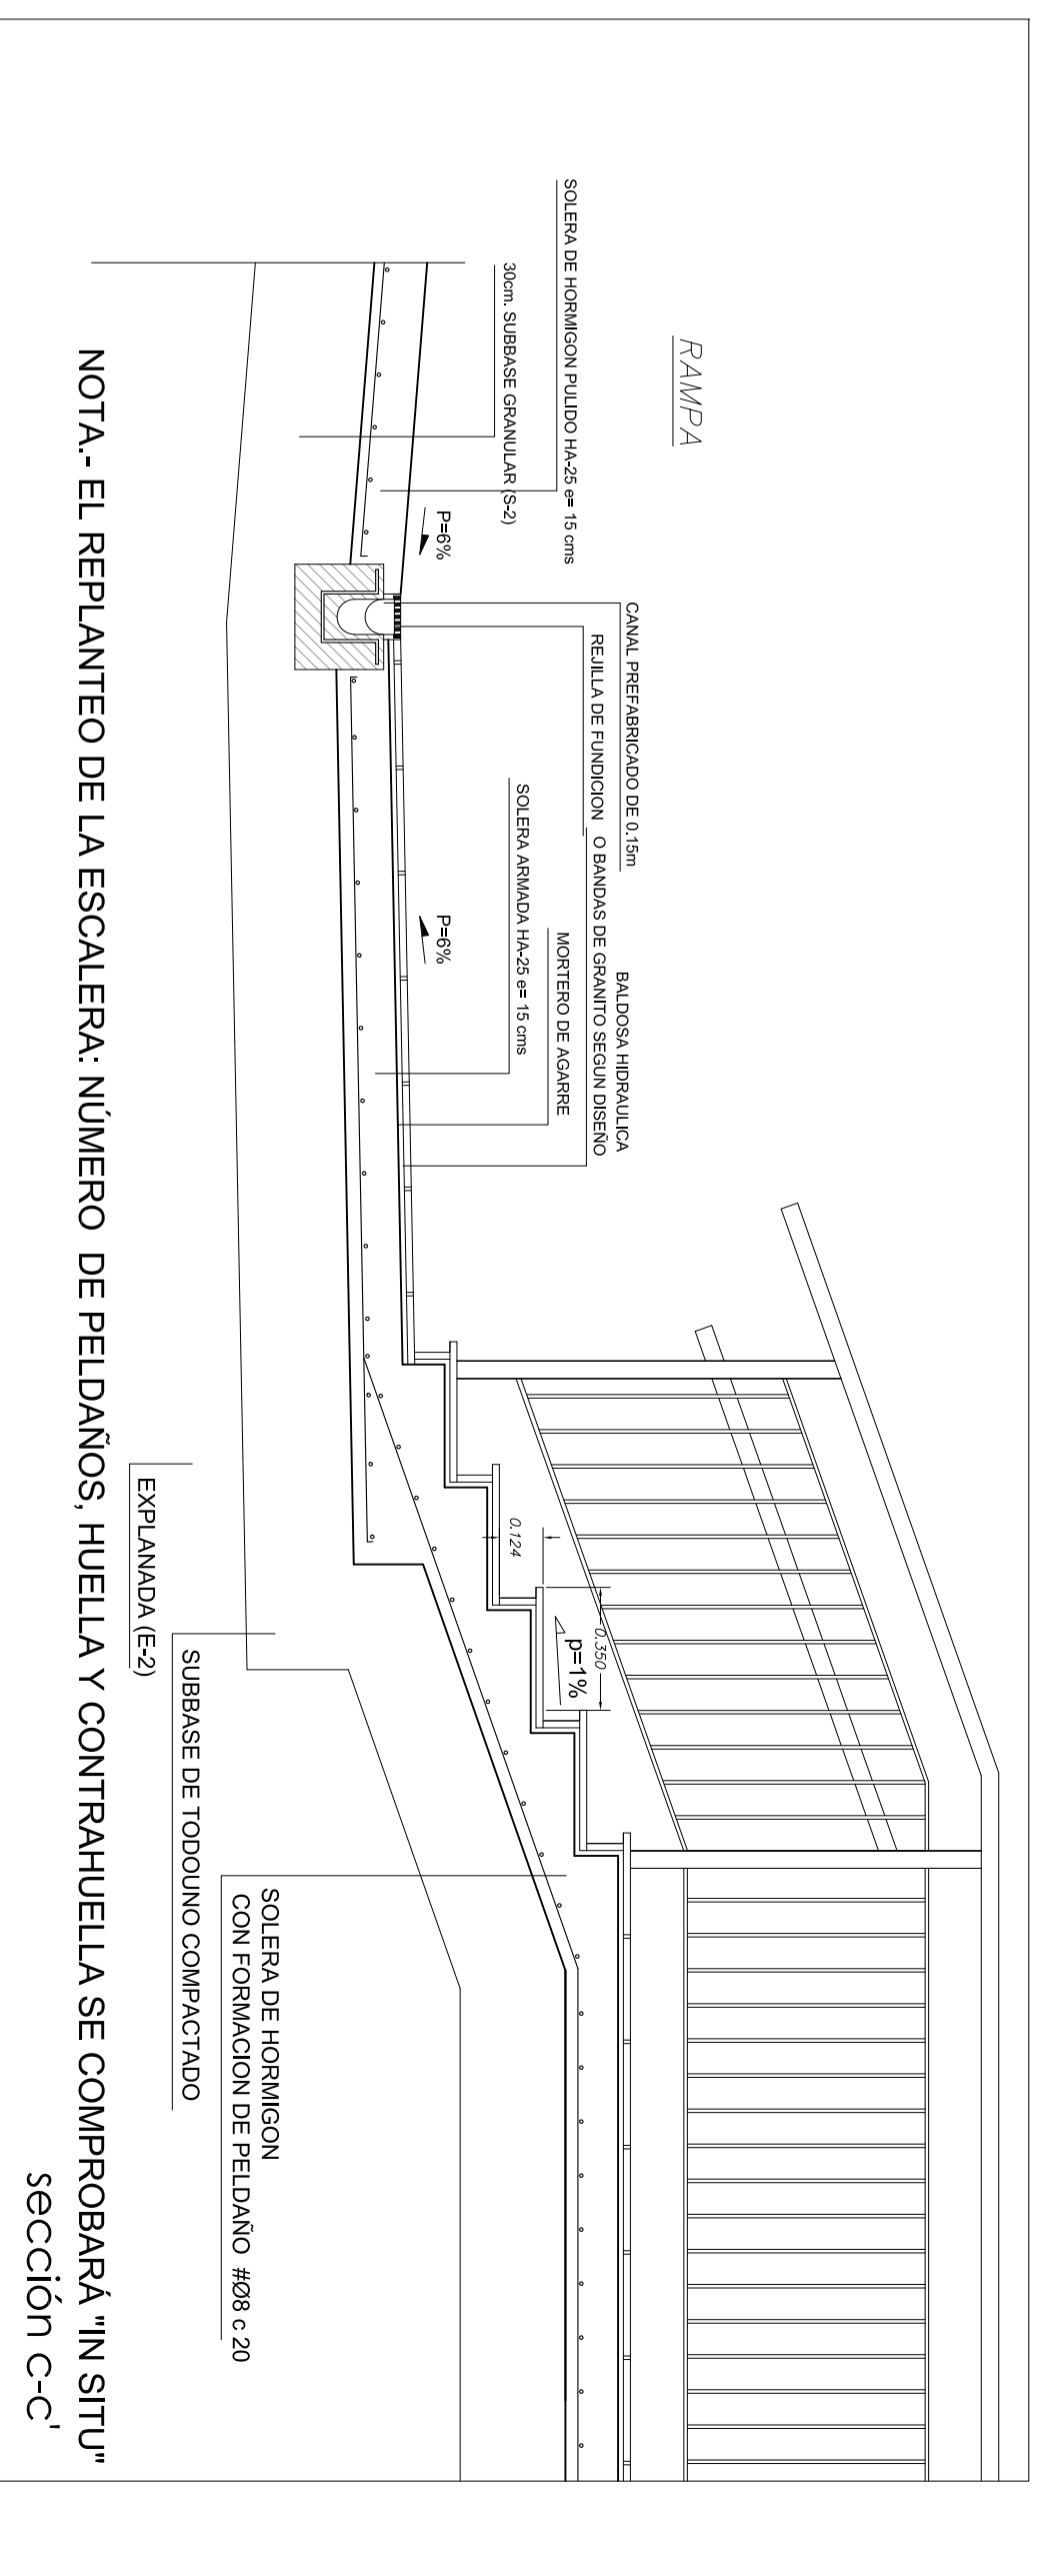 RAMPA
SOLERA DE HORMIGON PULIDO HA-25 e= 15 cms
30cm. SUBBASE GRANULAR (S-2)
P=6%
CANAL PREFABRICADO DE 0.15m
REJILLA DE FUNDICION
BALDOSA HIDRAULICA
O BANDAS DE GRANITO SEGUN DISEÑO
MORTERO DE AGARRE
SOLERA ARMADA HA-25 e= 15 cms
P=6%
0.350
p=1%
0.124
SOLERA DE HORMIGON
CON FORMACION DE PELDAÑO #Ø8 c 20
SUBBASE DE TODOUNO COMPACTADO
EXPLANADA (E-2)
NOTA.- EL REPLANTEO DE LA ESCALERA: NÚMERO DE PELDAÑOS, HUELLA Y CONTRAHUELLA SE COMPROBARÁ "IN SITU"
sección c-c'